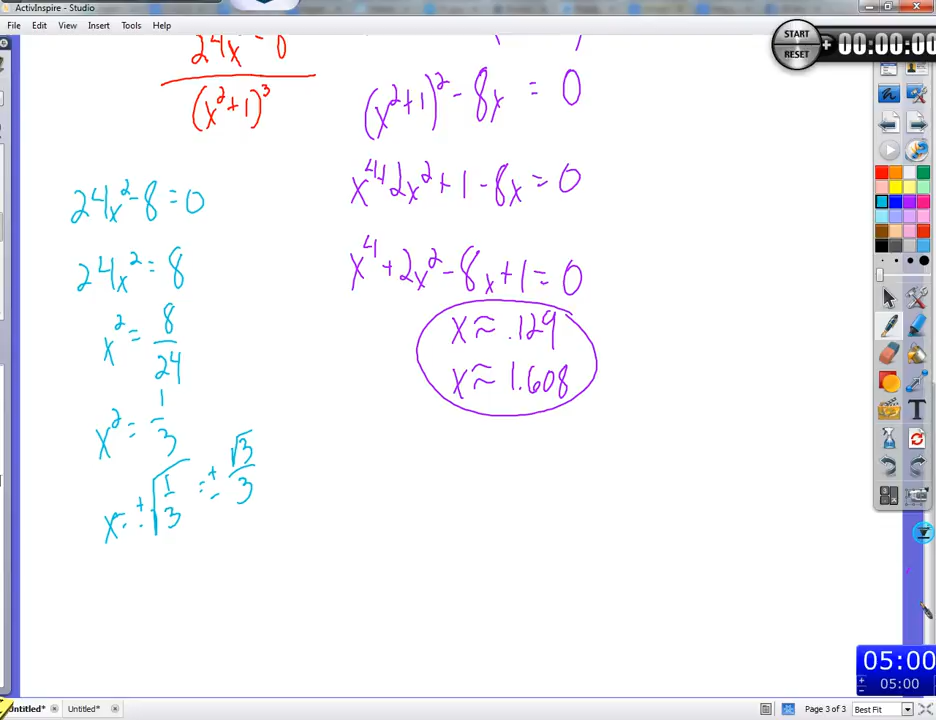 ActivInspire - Studio
File Edit View Insert Tools Help
START
RESET
00:00:00
(x²+1)³
24x²-8=0
24x²=8
x²=8/24
x²=1/3
x=±√1/3 =±√3/3
(x²+1)²-8x=0
x⁴+2x²+1-8x=0
x⁴+2x²-8x+1=0
x≈.129
x≈1.608
05:00
05:00
Untitled* Untitled* Page 3 of 3 Best Fit